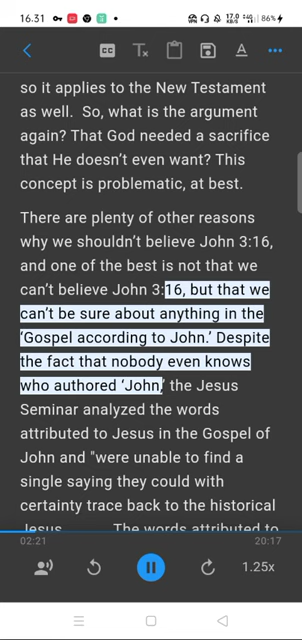 16.31
17.0
KB/s
86%
CC
so it applies to the New Testament
as well.  So, what is the argument
again? That God needed a sacrifice
that He doesn’t even want? This
concept is problematic, at best.
There are plenty of other reasons
why we shouldn’t believe John 3:16,
and one of the best is not that we
can’t believe John 3:16, but that we
can’t be sure about anything in the
‘Gospel according to John.’ Despite
the fact that nobody even knows
who authored ‘John,’ the Jesus
Seminar analyzed the words
attributed to Jesus in the Gospel of
John and "were unable to find a
single saying they could with
certainty trace back to the historical
Jesus
The words attributed to
02:21
20:17
1.25x